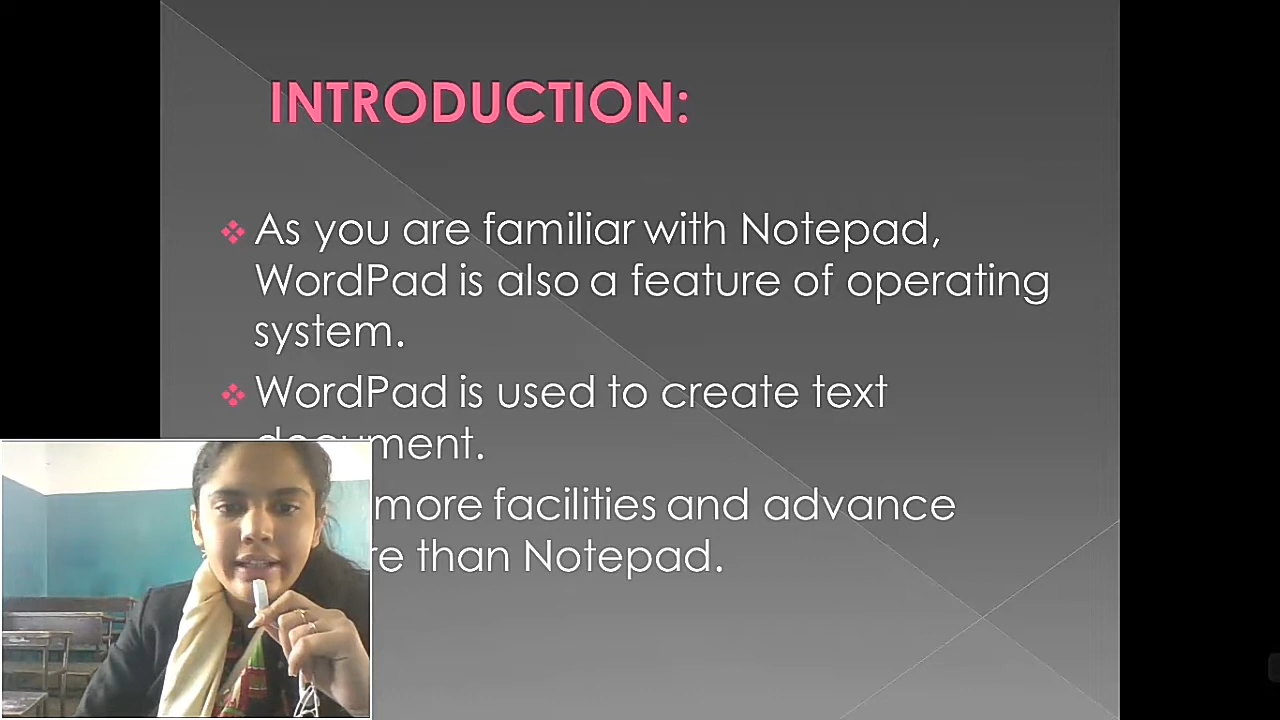 INTRODUCTION:
As you are familiar with Notepad,
WordPad is also a feature of operating
system.
WordPad is used to create text
document.
more facilities and advance
than Notepad.